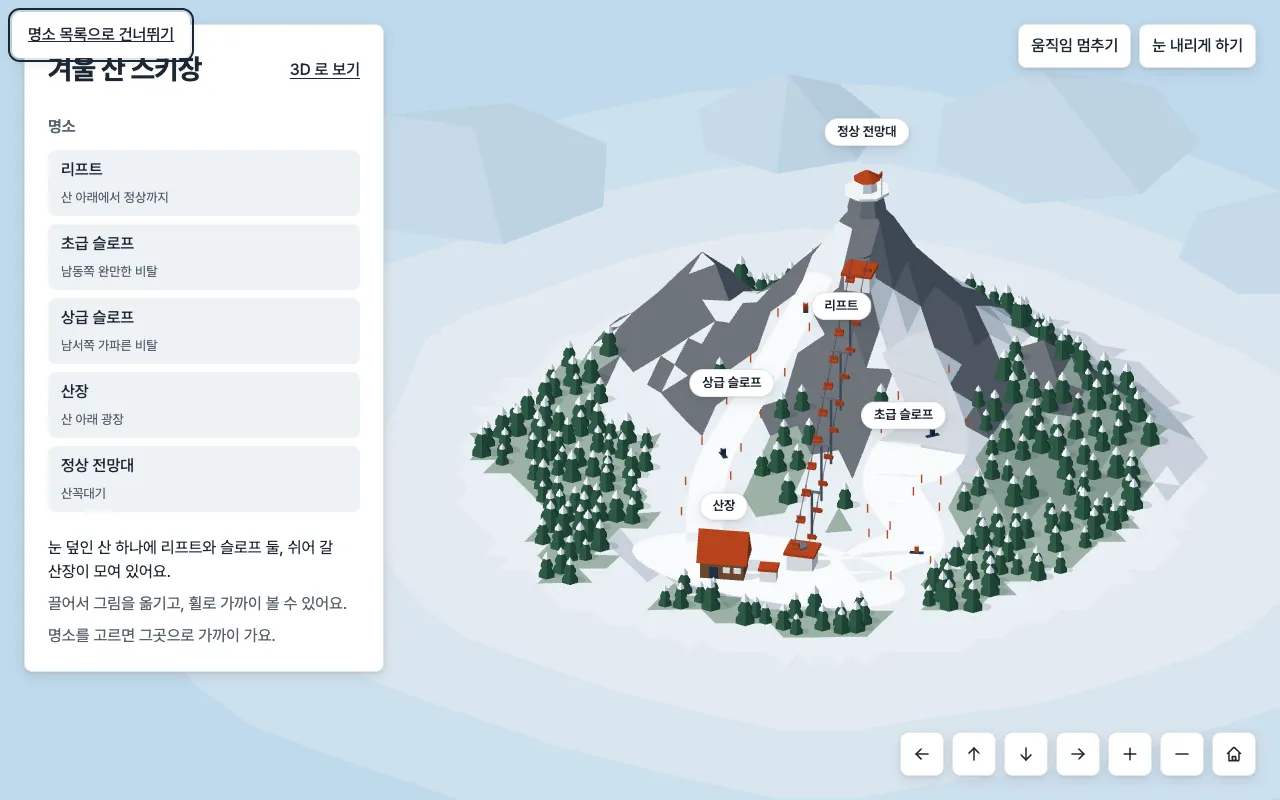 명소 목록으로 건너뛰기
겨울 산 스키장
3D 로 보기
명소
리프트
산 아래에서 정상까지
초급 슬로프
남동쪽 완만한 비탈
상급 슬로프
남서쪽 가파른 비탈
산장
산 아래 광장
정상 전망대
산꼭대기
눈 덮인 산 하나에 리프트와 슬로프 둘, 쉬어 갈
산장이 모여 있어요.
끌어서 그림을 옮기고, 휠로 가까이 볼 수 있어요.
명소를 고르면 그곳으로 가까이 가요.
움직임 멈추기
눈 내리게 하기
정상 전망대
리프트
상급 슬로프
초급 슬로프
산장